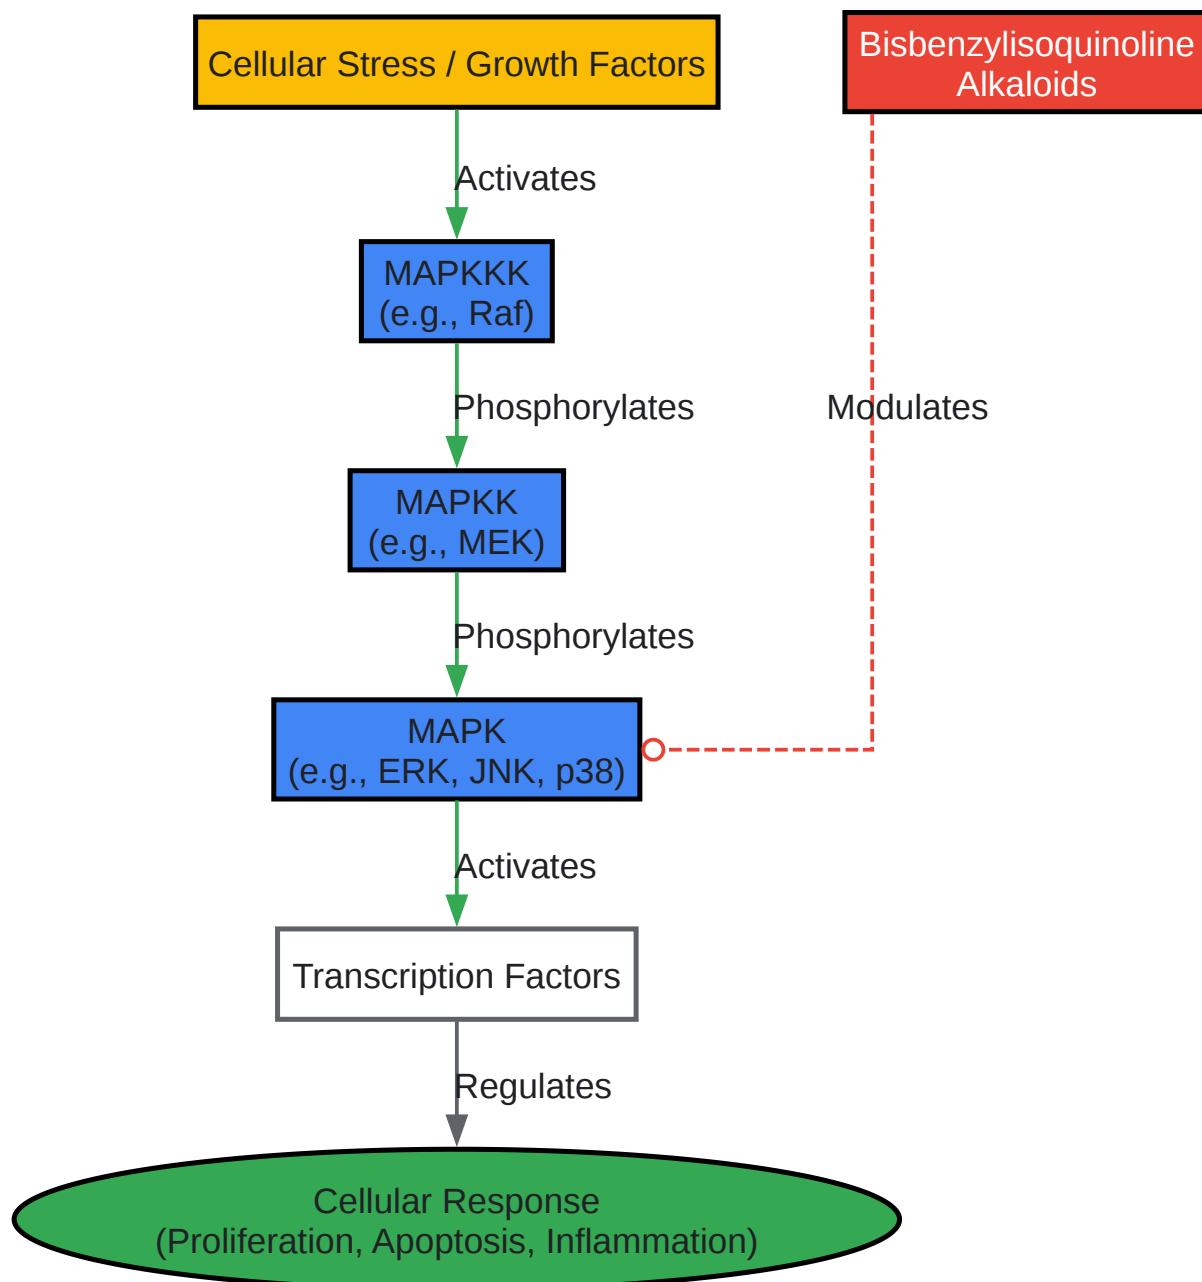 Cellular Stress / Growth Factors
Bisbenzylisoquinoline
Alkaloids
Activates
MAPKKK
(e.g., Raf)
Phosphorylates
Modulates
MAPKK
(e.g., MEK)
Phosphorylates
MAPK
(e.g., ERK, JNK, p38)
Activates
Transcription Factors
Regulates
Cellular Response
(Proliferation, Apoptosis, Inflammation)